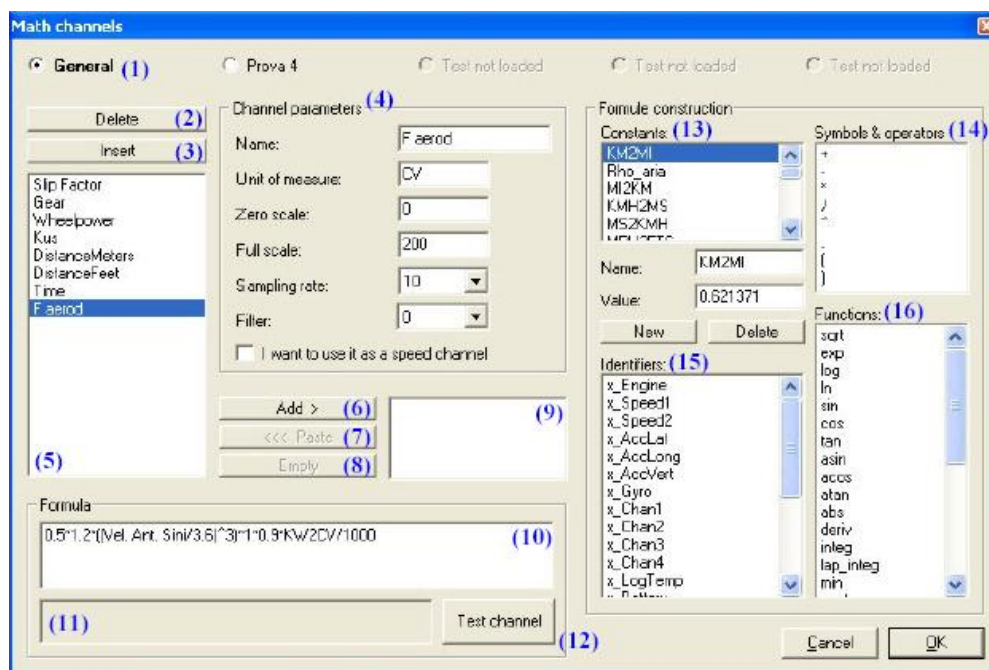 Math channels
General (1)
Prova 4
Test not loaded
Test not loaded
Test not loaded
Delete (2)
Insert (3)
Slip Factor
Gear
Wheelpower
Kus
DistanceMeters
DistanceFeet
Time
F aerod
(5)
Channel parameters (4)
Name: F aerod
Unit of measure: CV
Zero scale: 0
Full scale: 200
Sampling rate: 10
Filter: 0
I want to use it as a speed channel
Add > (6)
<<< Paste (7)
Empty (8)
(9)
Formula
0.5*1.2*((Vel. Ant. Sini/3.6)^3)*1*0.9*KW2CV/1000
(10)
(11)
Test channel
(12)
Formule construction
Constants: (13)
KM2MI
Rho_aria
MI2KM
KMH2MS
MS2KMH
Name: KM2MI
Value: 0.621371
New
Delete
Identifiers: (15)
x_Engine
x_Speed1
x_Speed2
x_AccLat
x_AccLong
x_AccVert
x_Gyro
x_Chan1
x_Chan2
x_Chan3
x_Chan4
x_LogTemp
Symbols & operators (14)
+
-
*
/
^
(
)
Functions: (16)
sqrt
exp
log
ln
sin
cos
tan
asin
acos
atan
abs
deriv
integ
lap_integ
min
Cancel
OK